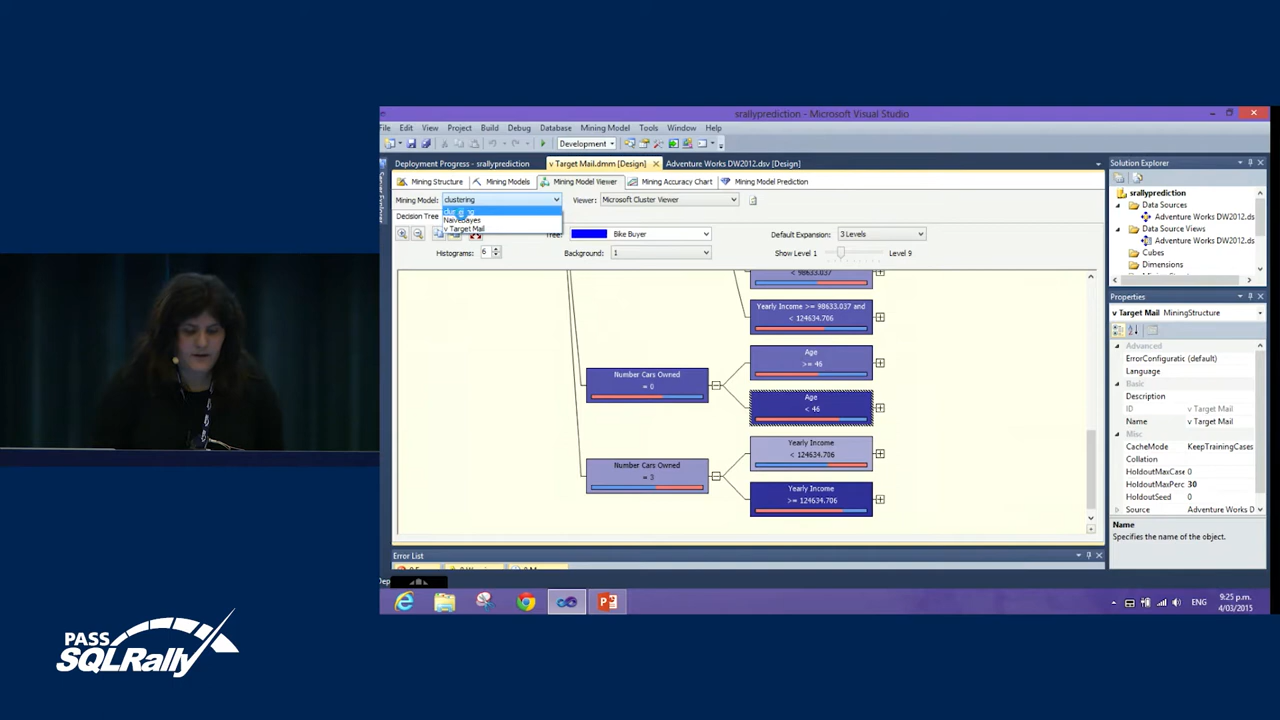 srallyprediction - Microsoft Visual Studio
File Edit View Project Build Debug Database Mining Model Tools Window Help
Development
Deployment Progress - srallyprediction v Target Mail.dmm [Design] Adventure Works DW2012.dsv [Design]
Mining Structure Mining Models Mining Model Viewer Mining Accuracy Chart Mining Model Prediction
Mining Model: clustering Viewer: Microsoft Cluster Viewer
NaiveBayes
v Target Mail
Decision Tree
Tree: Bike Buyer Default Expansion: 3 Levels
Histograms: 6 Background: 1 Show Level 1 Level 9
< 98633.037
Yearly Income >= 98633.037 and
< 124634.706
Age
>= 46
Number Cars Owned
= 0
Age
< 46
Yearly Income
< 124634.706
Number Cars Owned
= 3
Yearly Income
>= 124634.706
Error List
Server Explorer
Solution Explorer
srallyprediction
Data Sources
Adventure Works DW2012.ds
Data Source Views
Adventure Works DW2012.ds
Cubes
Dimensions
Properties
v Target Mail MiningStructure
Advanced
ErrorConfiguratic (default)
Language
Basic
Description
ID v Target Mail
Name v Target Mail
Misc
CacheMode KeepTrainingCases
Collation
HoldoutMaxCase 0
HoldoutMaxPerc 30
HoldoutSeed 0
Source Adventure Works D
Name
Specifies the name of the object.
ENG
9:25 p.m.
4/03/2015
PASS
SQLRally